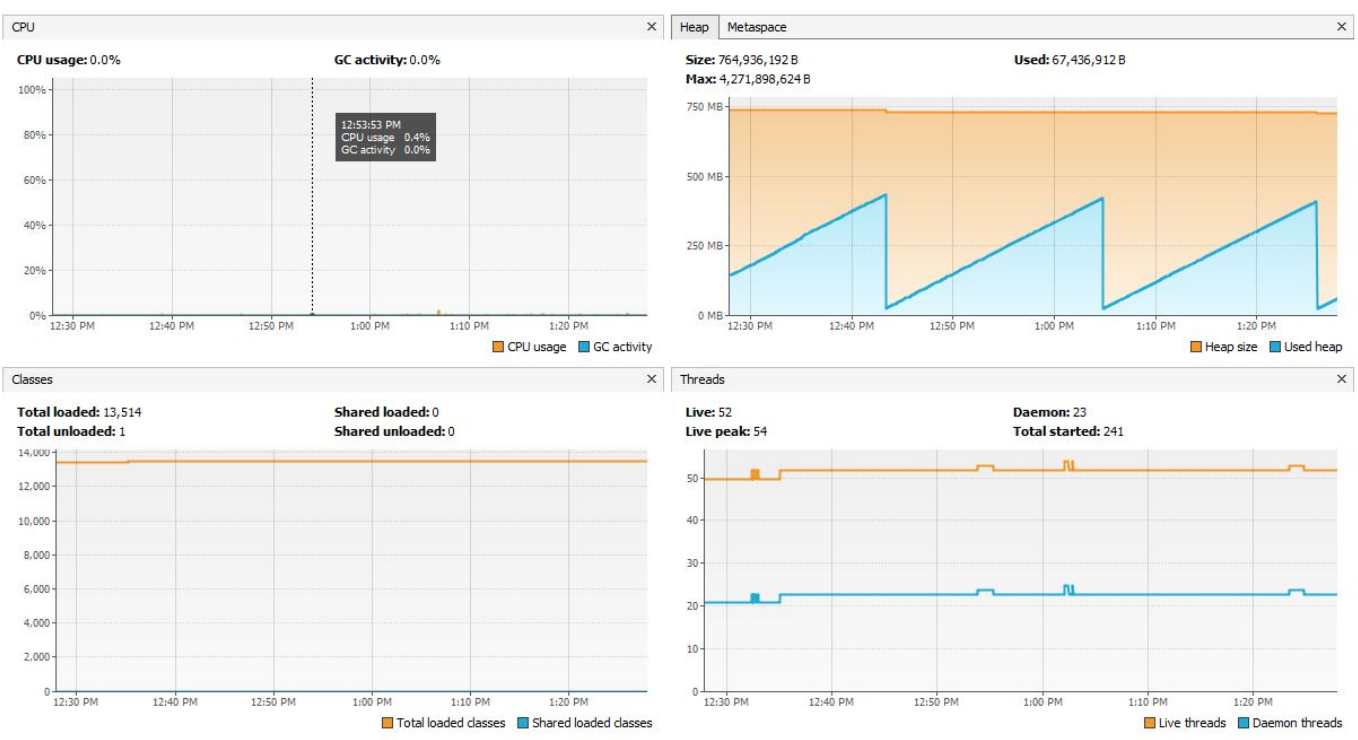 CPU
CPU usage: 0.0%
GC activity: 0.0%
100%
80%
60%
40%
20%
0%
12:53:53 PM
CPU usage 0.4%
GC activity 0.0%
12:30 PM
12:40 PM
12:50 PM
1:00 PM
1:10 PM
1:20 PM
CPU usage
GC activity
Heap
Metaspace
Size: 764,936,192 B
Used: 67,436,912 B
Max: 4,271,898,624 B
750 MB
500 MB
250 MB
0 MB
12:30 PM
12:40 PM
12:50 PM
1:00 PM
1:10 PM
1:20 PM
Heap size
Used heap
Classes
Total loaded: 13,514
Shared loaded: 0
Total unloaded: 1
Shared unloaded: 0
14,000
12,000
10,000
8,000
6,000
4,000
2,000
0
12:30 PM
12:40 PM
12:50 PM
1:00 PM
1:10 PM
1:20 PM
Total loaded classes
Shared loaded classes
Threads
Live: 52
Daemon: 23
Live peak: 54
Total started: 241
50
40
30
20
10
0
12:30 PM
12:40 PM
12:50 PM
1:00 PM
1:10 PM
1:20 PM
Live threads
Daemon threads